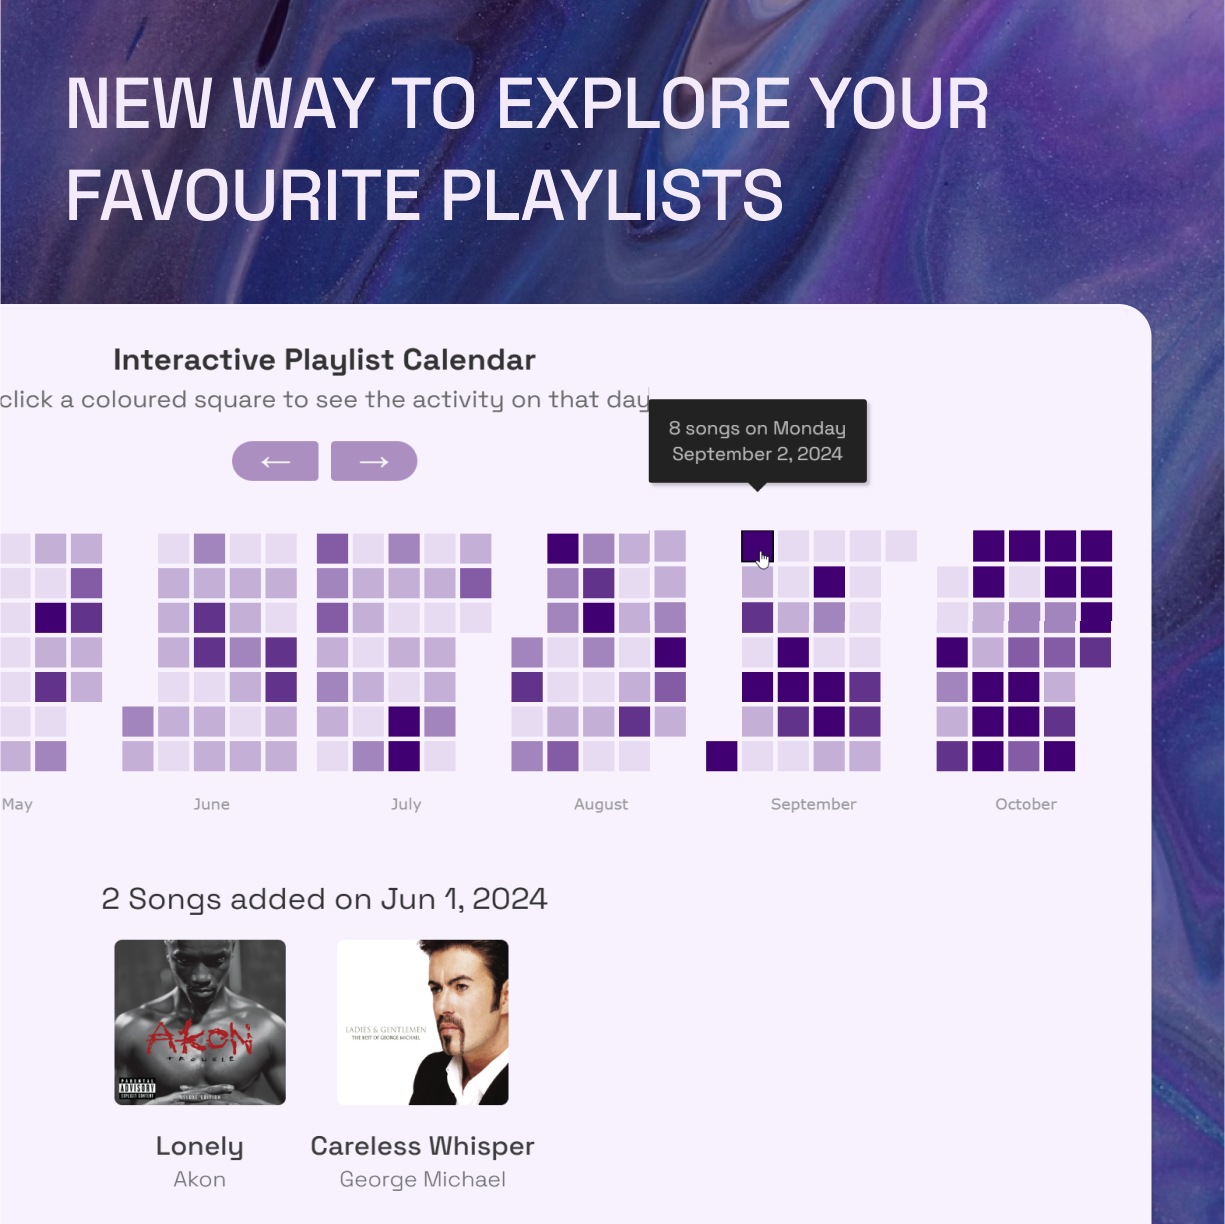 NEW WAY TO EXPLORE YOUR
FAVOURITE PLAYLISTS
Interactive Playlist Calendar
click a coloured square to see the activity on that day
8 songs on Monday
September 2, 2024
← →
May June July August September October
2 Songs added on Jun 1, 2024
AKON
TROUBLE
PARENTAL
ADVISORY
EXPLICIT CONTENT
DELUXE EDITION
LADIES & GENTLEMEN
THE BEST OF GEORGE MICHAEL
Lonely Careless Whisper
Akon George Michael